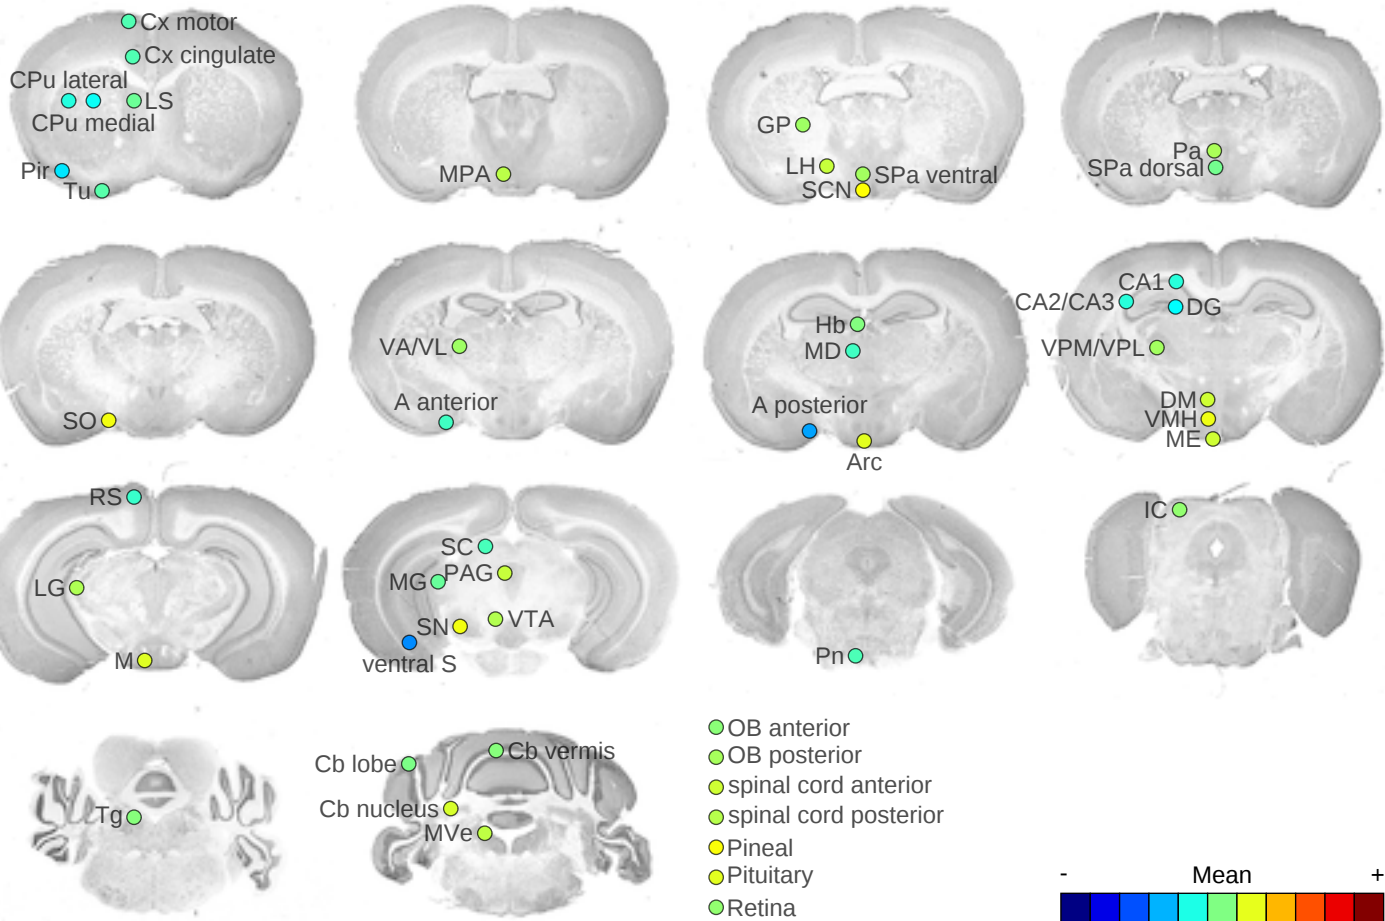 Cx motor
Cx cingulate
CPu lateral
LS
CPu medial
Pir
Tu
MPA
GP
LH
SPa ventral
SCN
Pa
SPa dorsal
SO
VA/VL
A anterior
Hb
MD
A posterior
Arc
CA1
CA2/CA3
DG
VPM/VPL
DM
VMH
ME
RS
LG
M
SC
MG
PAG
SN
VTA
ventral S
Pn
IC
Tg
Cb lobe
Cb vermis
Cb nucleus
MVe
OB anterior
OB posterior
spinal cord anterior
spinal cord posterior
Pineal
Pituitary
Retina
- Mean +